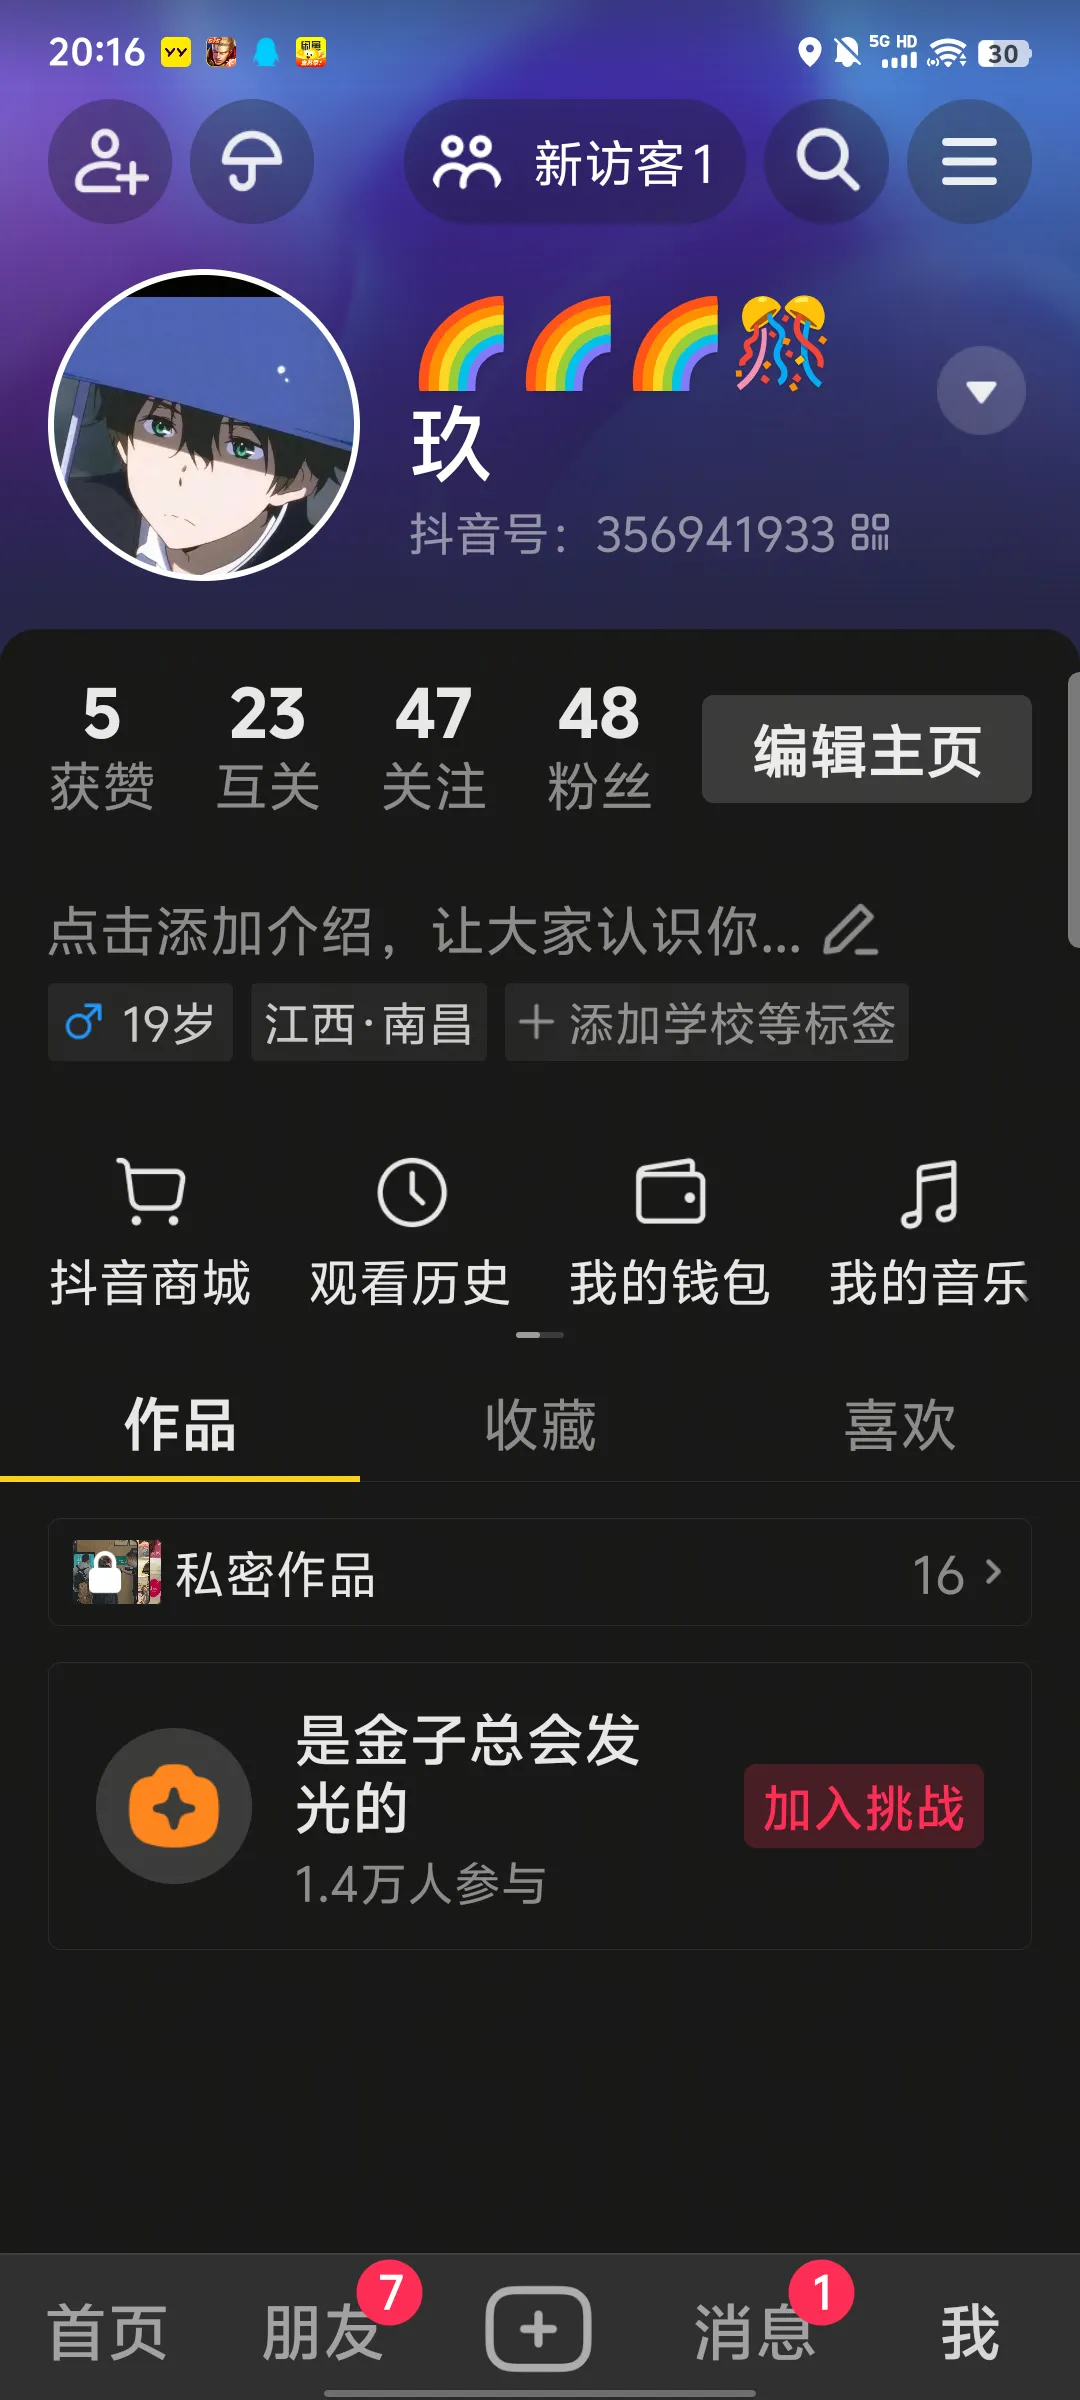 20:16
5G HD
30
新访客1
🌈🌈🌈🎊
玖
抖音号：356941933
5 获赞
23 互关
47 关注
48 粉丝
编辑主页
点击添加介绍，让大家认识你...
♂ 19岁
江西·南昌
+ 添加学校等标签
抖音商城
观看历史
我的钱包
我的音乐
作品
收藏
喜欢
私密作品
16 >
是金子总会发
光的
1.4万人参与
加入挑战
首页
朋友
7
消息
1
我